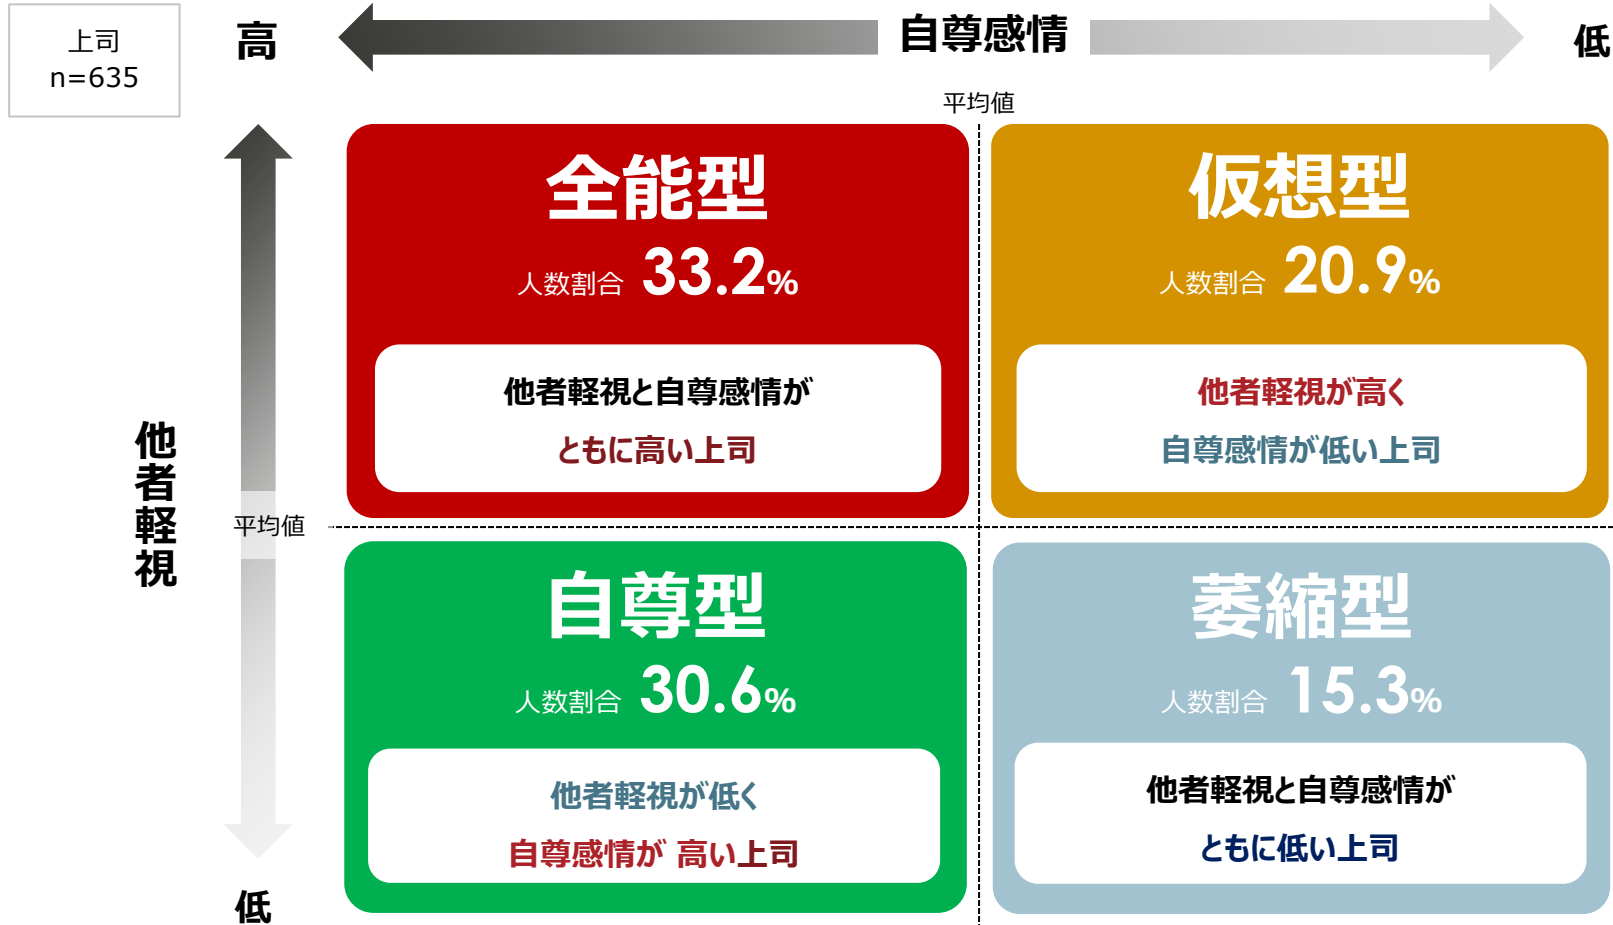 上司
n=635
高
自尊感情
低
平均値
全能型
人数割合 33.2%
他者軽視と自尊感情が
ともに高い上司
仮想型
人数割合 20.9%
他者軽視が高く
自尊感情が低い上司
他者軽視
平均値
自尊型
人数割合 30.6%
他者軽視が低く
自尊感情が 高い上司
萎縮型
人数割合 15.3%
他者軽視と自尊感情が
ともに低い上司
低